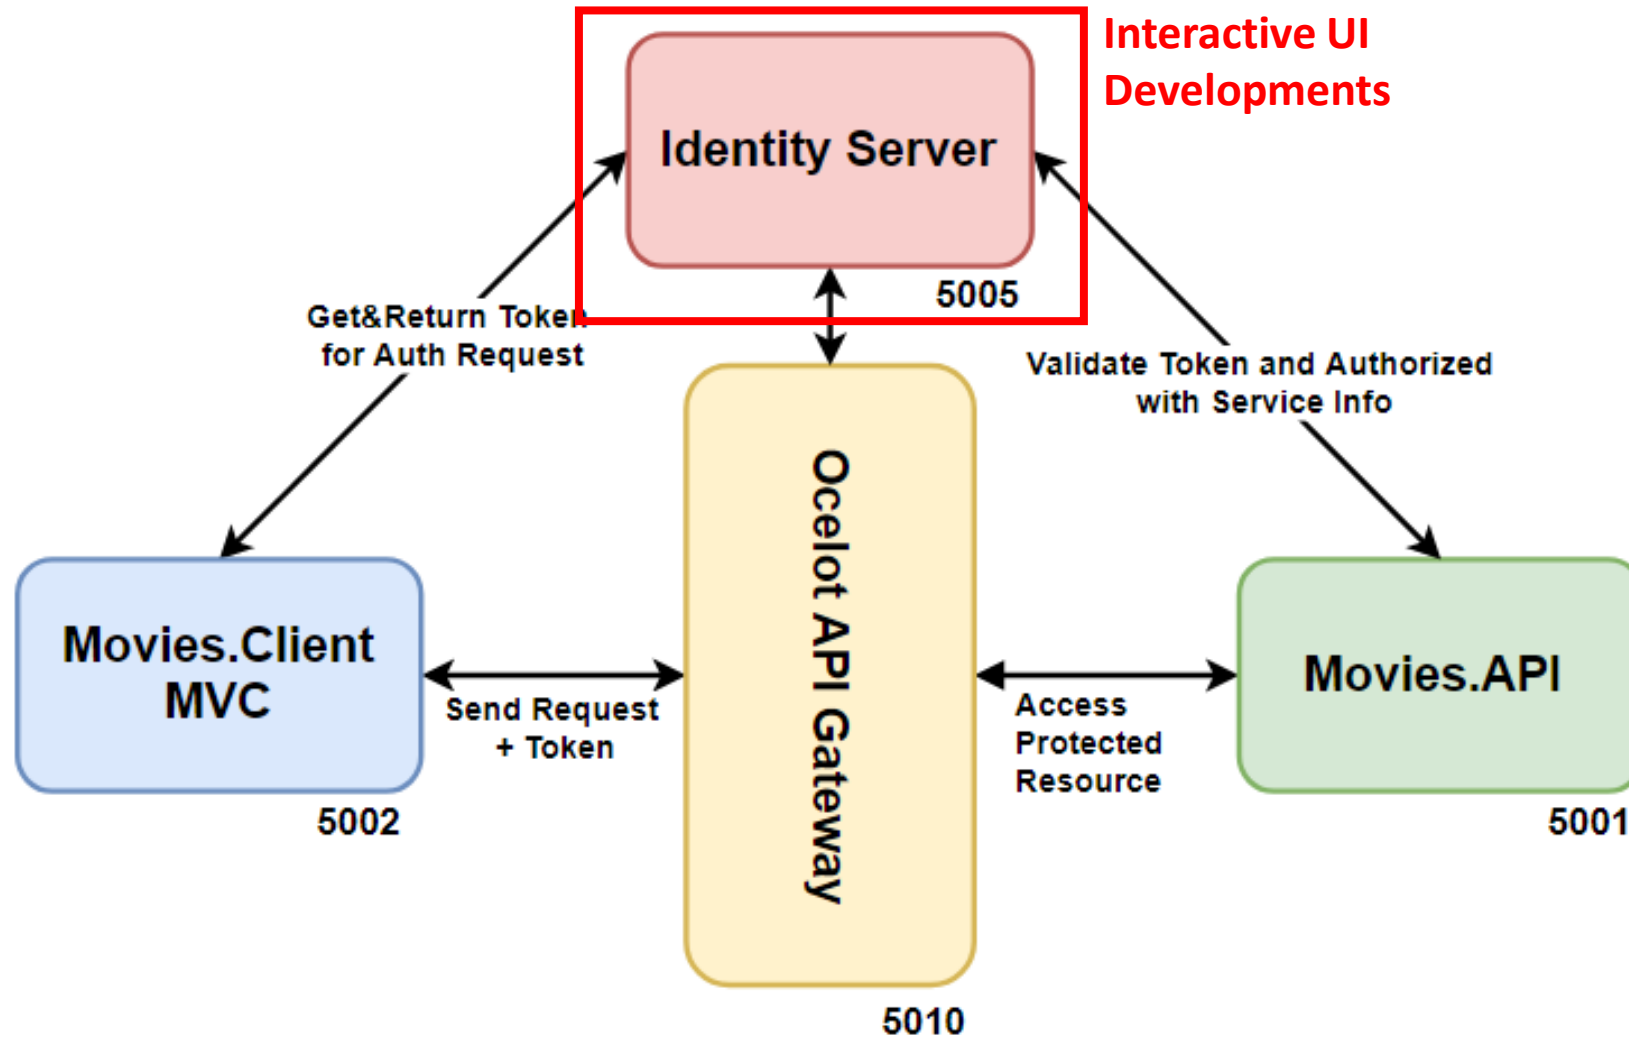 Interactive UI
Developments
Identity Server
5005
Get&Return Token
for Auth Request
Validate Token and Authorized
with Service Info
Ocelot API Gateway
Movies.Client
MVC
Send Request
+ Token
Access
Protected
Resource
Movies.API
5002
5001
5010